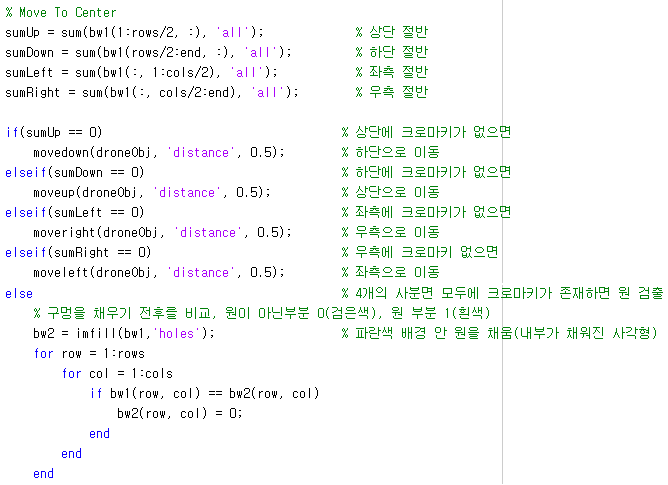 % Move To Center
sumUp = sum(bw1(1:rows/2, :), 'all'); % 상단 절반
sumDown = sum(bw1(rows/2:end, :), 'all'); % 하단 절반
sumLeft = sum(bw1(:, 1:cols/2), 'all'); % 좌측 절반
sumRight = sum(bw1(:, cols/2:end), 'all'); % 우측 절반
if(sumUp == 0) % 상단에 크로마키가 없으면
movedown(droneObj, 'distance', 0.5); % 하단으로 이동
elseif(sumDown == 0) % 하단에 크로마키가 없으면
moveup(droneObj, 'distance', 0.5); % 상단으로 이동
elseif(sumLeft == 0) % 좌측에 크로마키가 없으면
moveright(droneObj, 'distance', 0.5); % 우측으로 이동
elseif(sumRight == 0) % 우측에 크로마키 없으면
moveleft(droneObj, 'distance', 0.5); % 좌측으로 이동
else % 4개의 사분면 모두에 크로마키가 존재하면 원 검출
% 구멍을 채우기 전후를 비교, 원이 아닌부분 0(검은색), 원 부분 1(흰색)
bw2 = imfill(bw1,'holes'); % 파란색 배경 안 원을 채움(내부가 채워진 사각형)
for row = 1:rows
for col = 1:cols
if bw1(row, col) == bw2(row, col)
bw2(row, col) = 0;
end
end
end